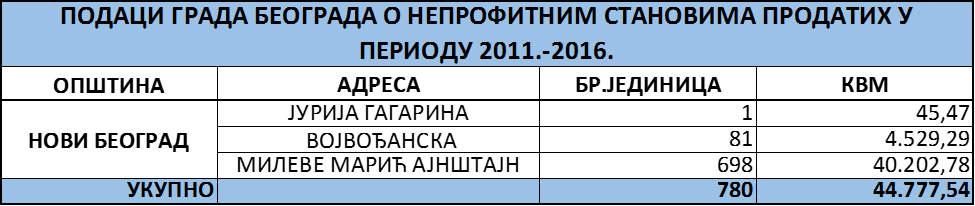 ПОДАЦИ ГРАДА БЕОГРАДА О НЕПРОФИТНИМ СТАНОВИМА ПРОДАТИХ У
ПЕРИОДУ 2011.-2016.
ОПШТИНА АДРЕСА БР.ЈЕДИНИЦА КВМ
ЈУРИЈА ГАГАРИНА 1 45,47
НОВИ БЕОГРАД ВОЈВОЂАНСКА 81 4.529,29
МИЛЕВЕ МАРИЋ АЈНШТАЈН 698 40.202,78
УКУПНО 780 44.777,54